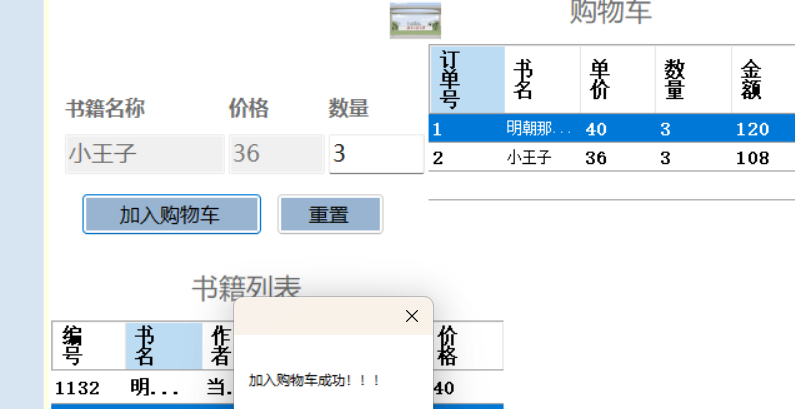 购物车
订单号 书名 单价 数量 金额
1 明朝那... 40 3 120
2 小王子 36 3 108
书籍名称 价格 数量
小王子 36 3
加入购物车 重置
书籍列表
编号 书名 作者 价格
1132 明... 当. 40
加入购物车成功！！！